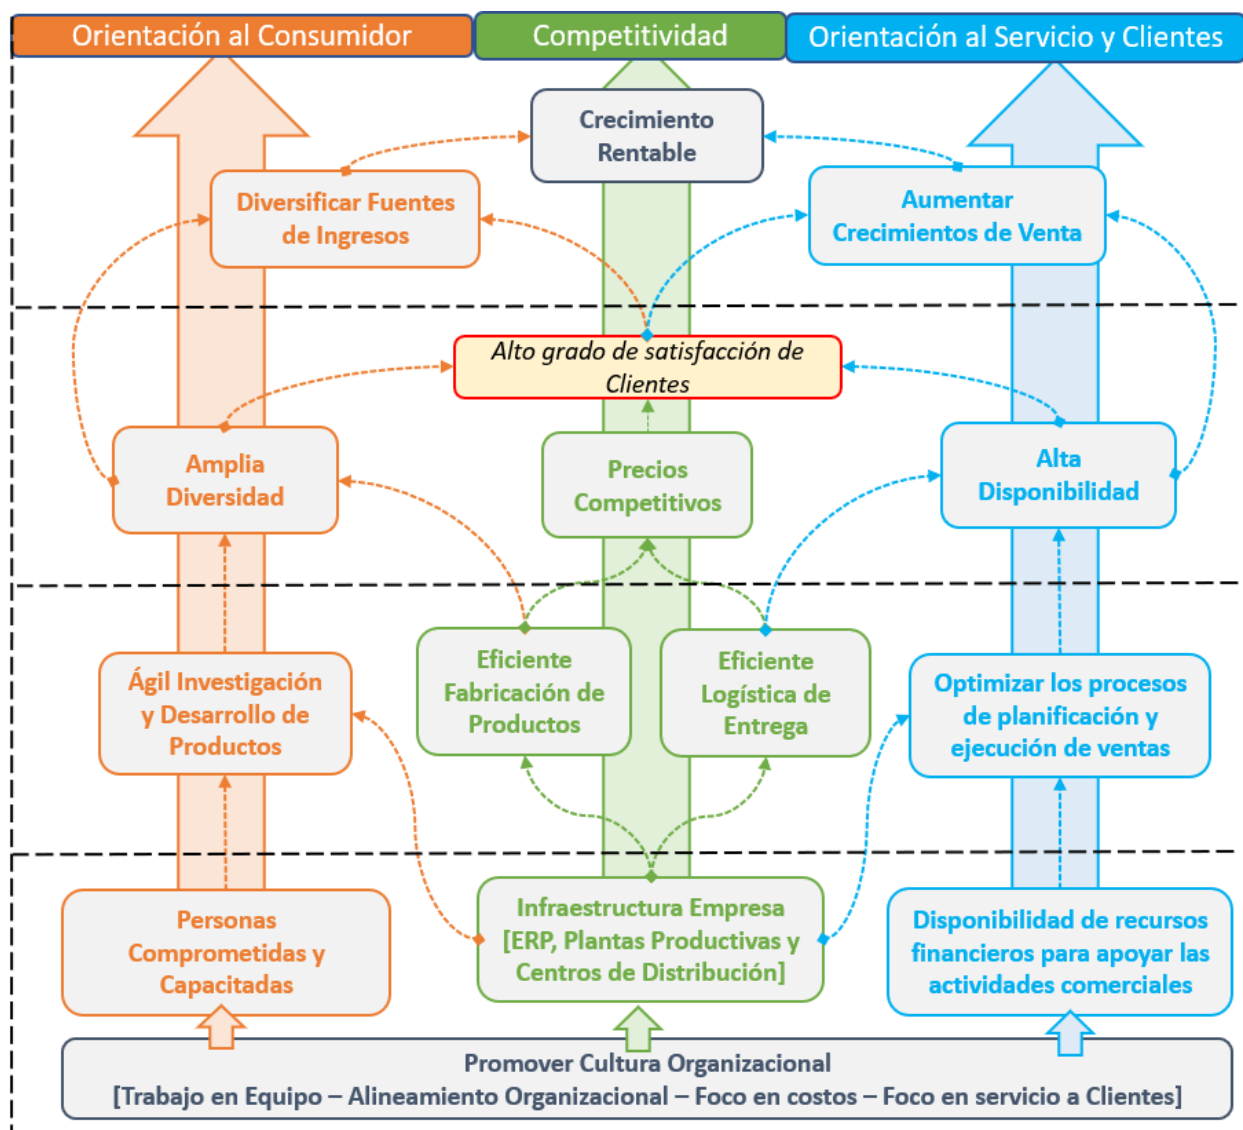 Orientación al Consumidor
Competitividad
Orientación al Servicio y Clientes
Crecimiento
Rentable
Diversificar Fuentes
de Ingresos
Aumentar
Crecimientos de Venta
Alto grado de satisfacción de
Clientes
Amplia
Diversidad
Precios
Competitivos
Alta
Disponibilidad
Ágil Investigación
y Desarrollo de
Productos
Eficiente
Fabricación de
Productos
Eficiente
Logística de
Entrega
Optimizar los procesos
de planificación y
ejecución de ventas
Personas
Comprometidas y
Capacitadas
Infraestructura Empresa
[ERP, Plantas Productivas y
Centros de Distribución]
Disponibilidad de recursos
financieros para apoyar las
actividades comerciales
Promover Cultura Organizacional
[Trabajo en Equipo – Alineamiento Organizacional – Foco en costos – Foco en servicio a Clientes]